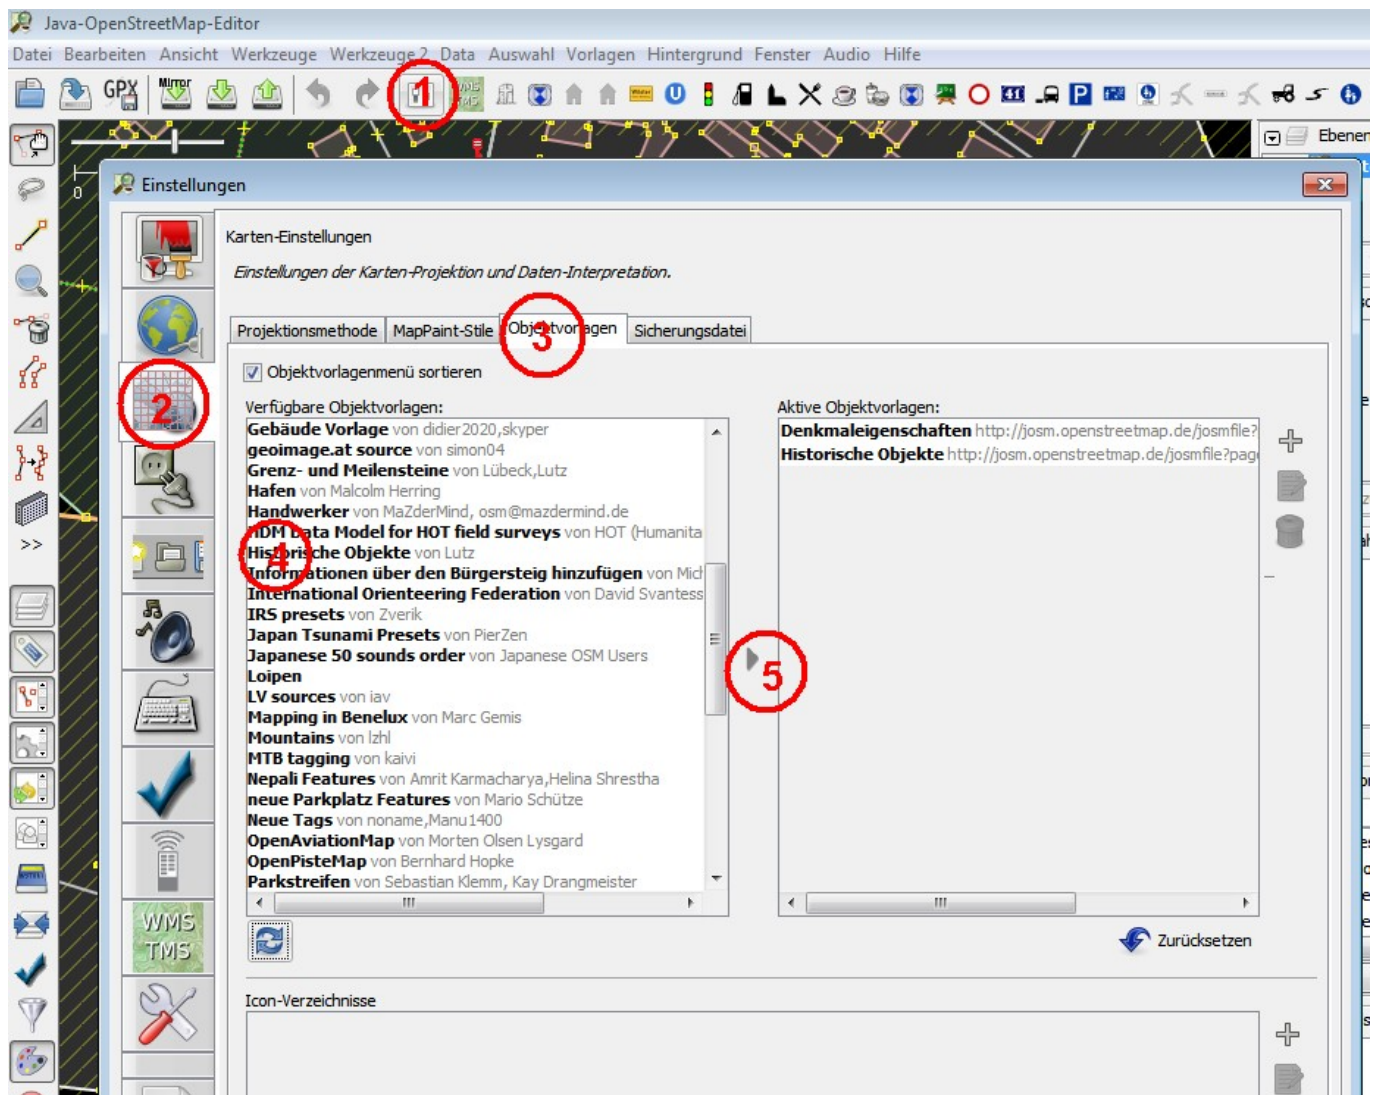 Java-OpenStreetMap-Editor
Datei Bearbeiten Ansicht Werkzeuge Werkzeuge 2 Data Auswahl Vorlagen Hintergrund Fenster Audio Hilfe
GPX Mirror 1 WMS TMS 41 P
Ebenen
0
Einstellungen
Karten-Einstellungen
Einstellungen der Karten-Projektion und Daten-Interpretation.
Projektionsmethode MapPaint-Stile Objektvorlagen Sicherungsdatei
3
Objektvorlagenmenü sortieren
2
Verfügbare Objektvorlagen: Aktive Objektvorlagen:
Gebäude Vorlage von didier2020,skyper
geoimage.at source von simon04
Grenz- und Meilensteine von Lübeck,Lutz
Hafen von Malcolm Herring
Handwerker von MaZderMind, osm@mazdermind.de
HDM Data Model for HOT field surveys von HOT (Humanita
Historische Objekte von Lutz
4
Informationen über den Bürgersteig hinzufügen von Mich
International Orienteering Federation von David Svantess
IRS presets von Zverik
Japan Tsunami Presets von PierZen
Japanese 50 sounds order von Japanese OSM Users
Loipen
LV sources von iav
Mapping in Benelux von Marc Gemis
Mountains von lzhl
MTB tagging von kaivi
Nepali Features von Amrit Karmacharya,Helina Shrestha
neue Parkplatz Features von Mario Schütze
Neue Tags von noname,Manu1400
OpenAviationMap von Morten Olsen Lysgard
OpenPisteMap von Bernhard Hopke
Parkstreifen von Sebastian Klemm, Kay Drangmeister
Denkmaleigenschaften http://josm.openstreetmap.de/josmfile?
Historische Objekte http://josm.openstreetmap.de/josmfile?page
5
>>
WMS
TMS
Zurücksetzen
Icon-Verzeichnisse